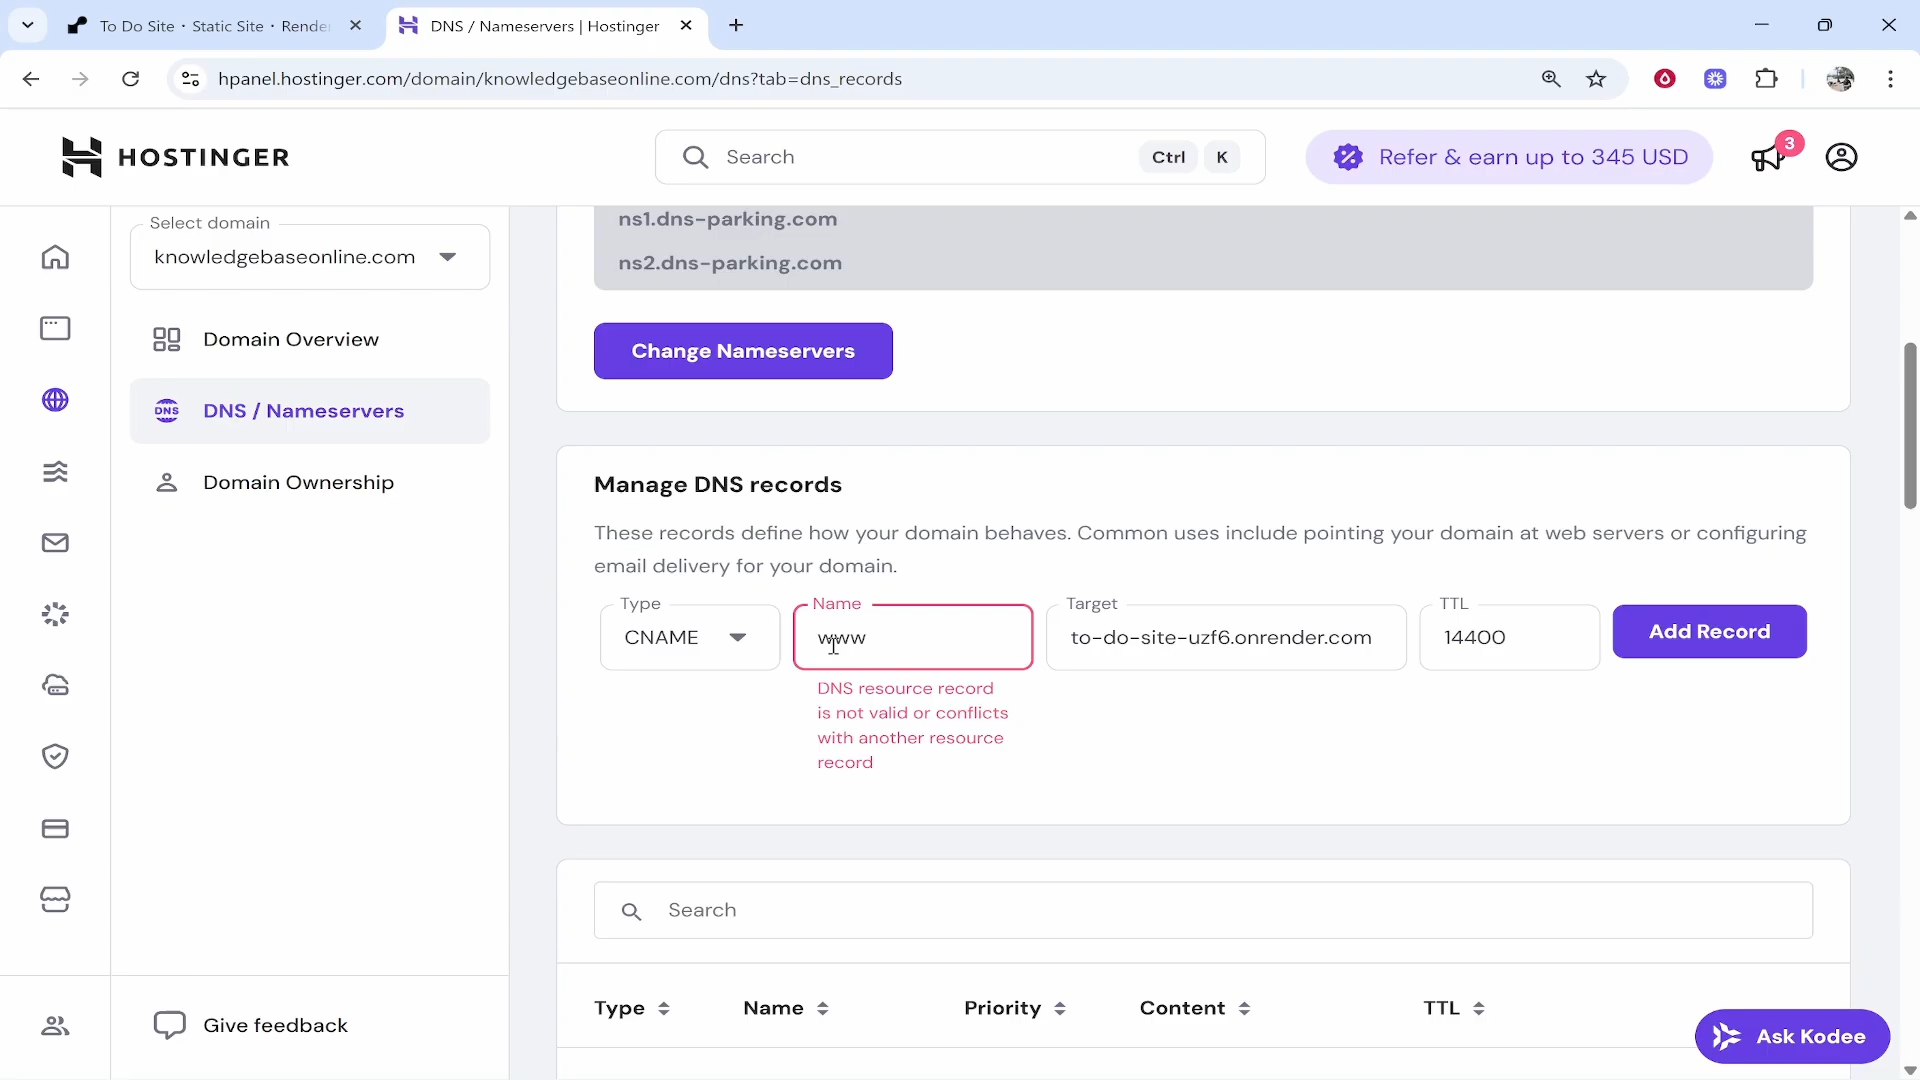 To Do Site · Static Site · Rende
DNS / Nameservers | Hostinger
hpanel.hostinger.com/domain/knowledgebaseonline.com/dns?tab=dns_records
HOSTINGER
Search
Ctrl
K
Refer & earn up to 345 USD
3
Select domain
knowledgebaseonline.com
Domain Overview
DNS
DNS / Nameservers
Domain Ownership
Give feedback
ns1.dns-parking.com
ns2.dns-parking.com
Change Nameservers
Manage DNS records
These records define how your domain behaves. Common uses include pointing your domain at web servers or configuring
email delivery for your domain.
Type
CNAME
Name
www
Target
to-do-site-uzf6.onrender.com
TTL
14400
Add Record
DNS resource record
is not valid or conflicts
with another resource
record
Search
Type
Name
Priority
Content
TTL
Ask Kodee